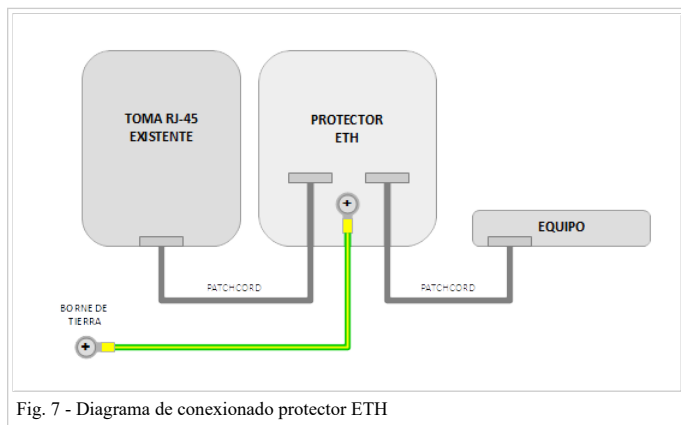 TOMA RJ-45
EXISTENTE
PROTECTOR
ETH
EQUIPO
PATCHCORD
PATCHCORD
BORNE DE
TIERRA
Fig. 7 - Diagrama de conexionado protector ETH